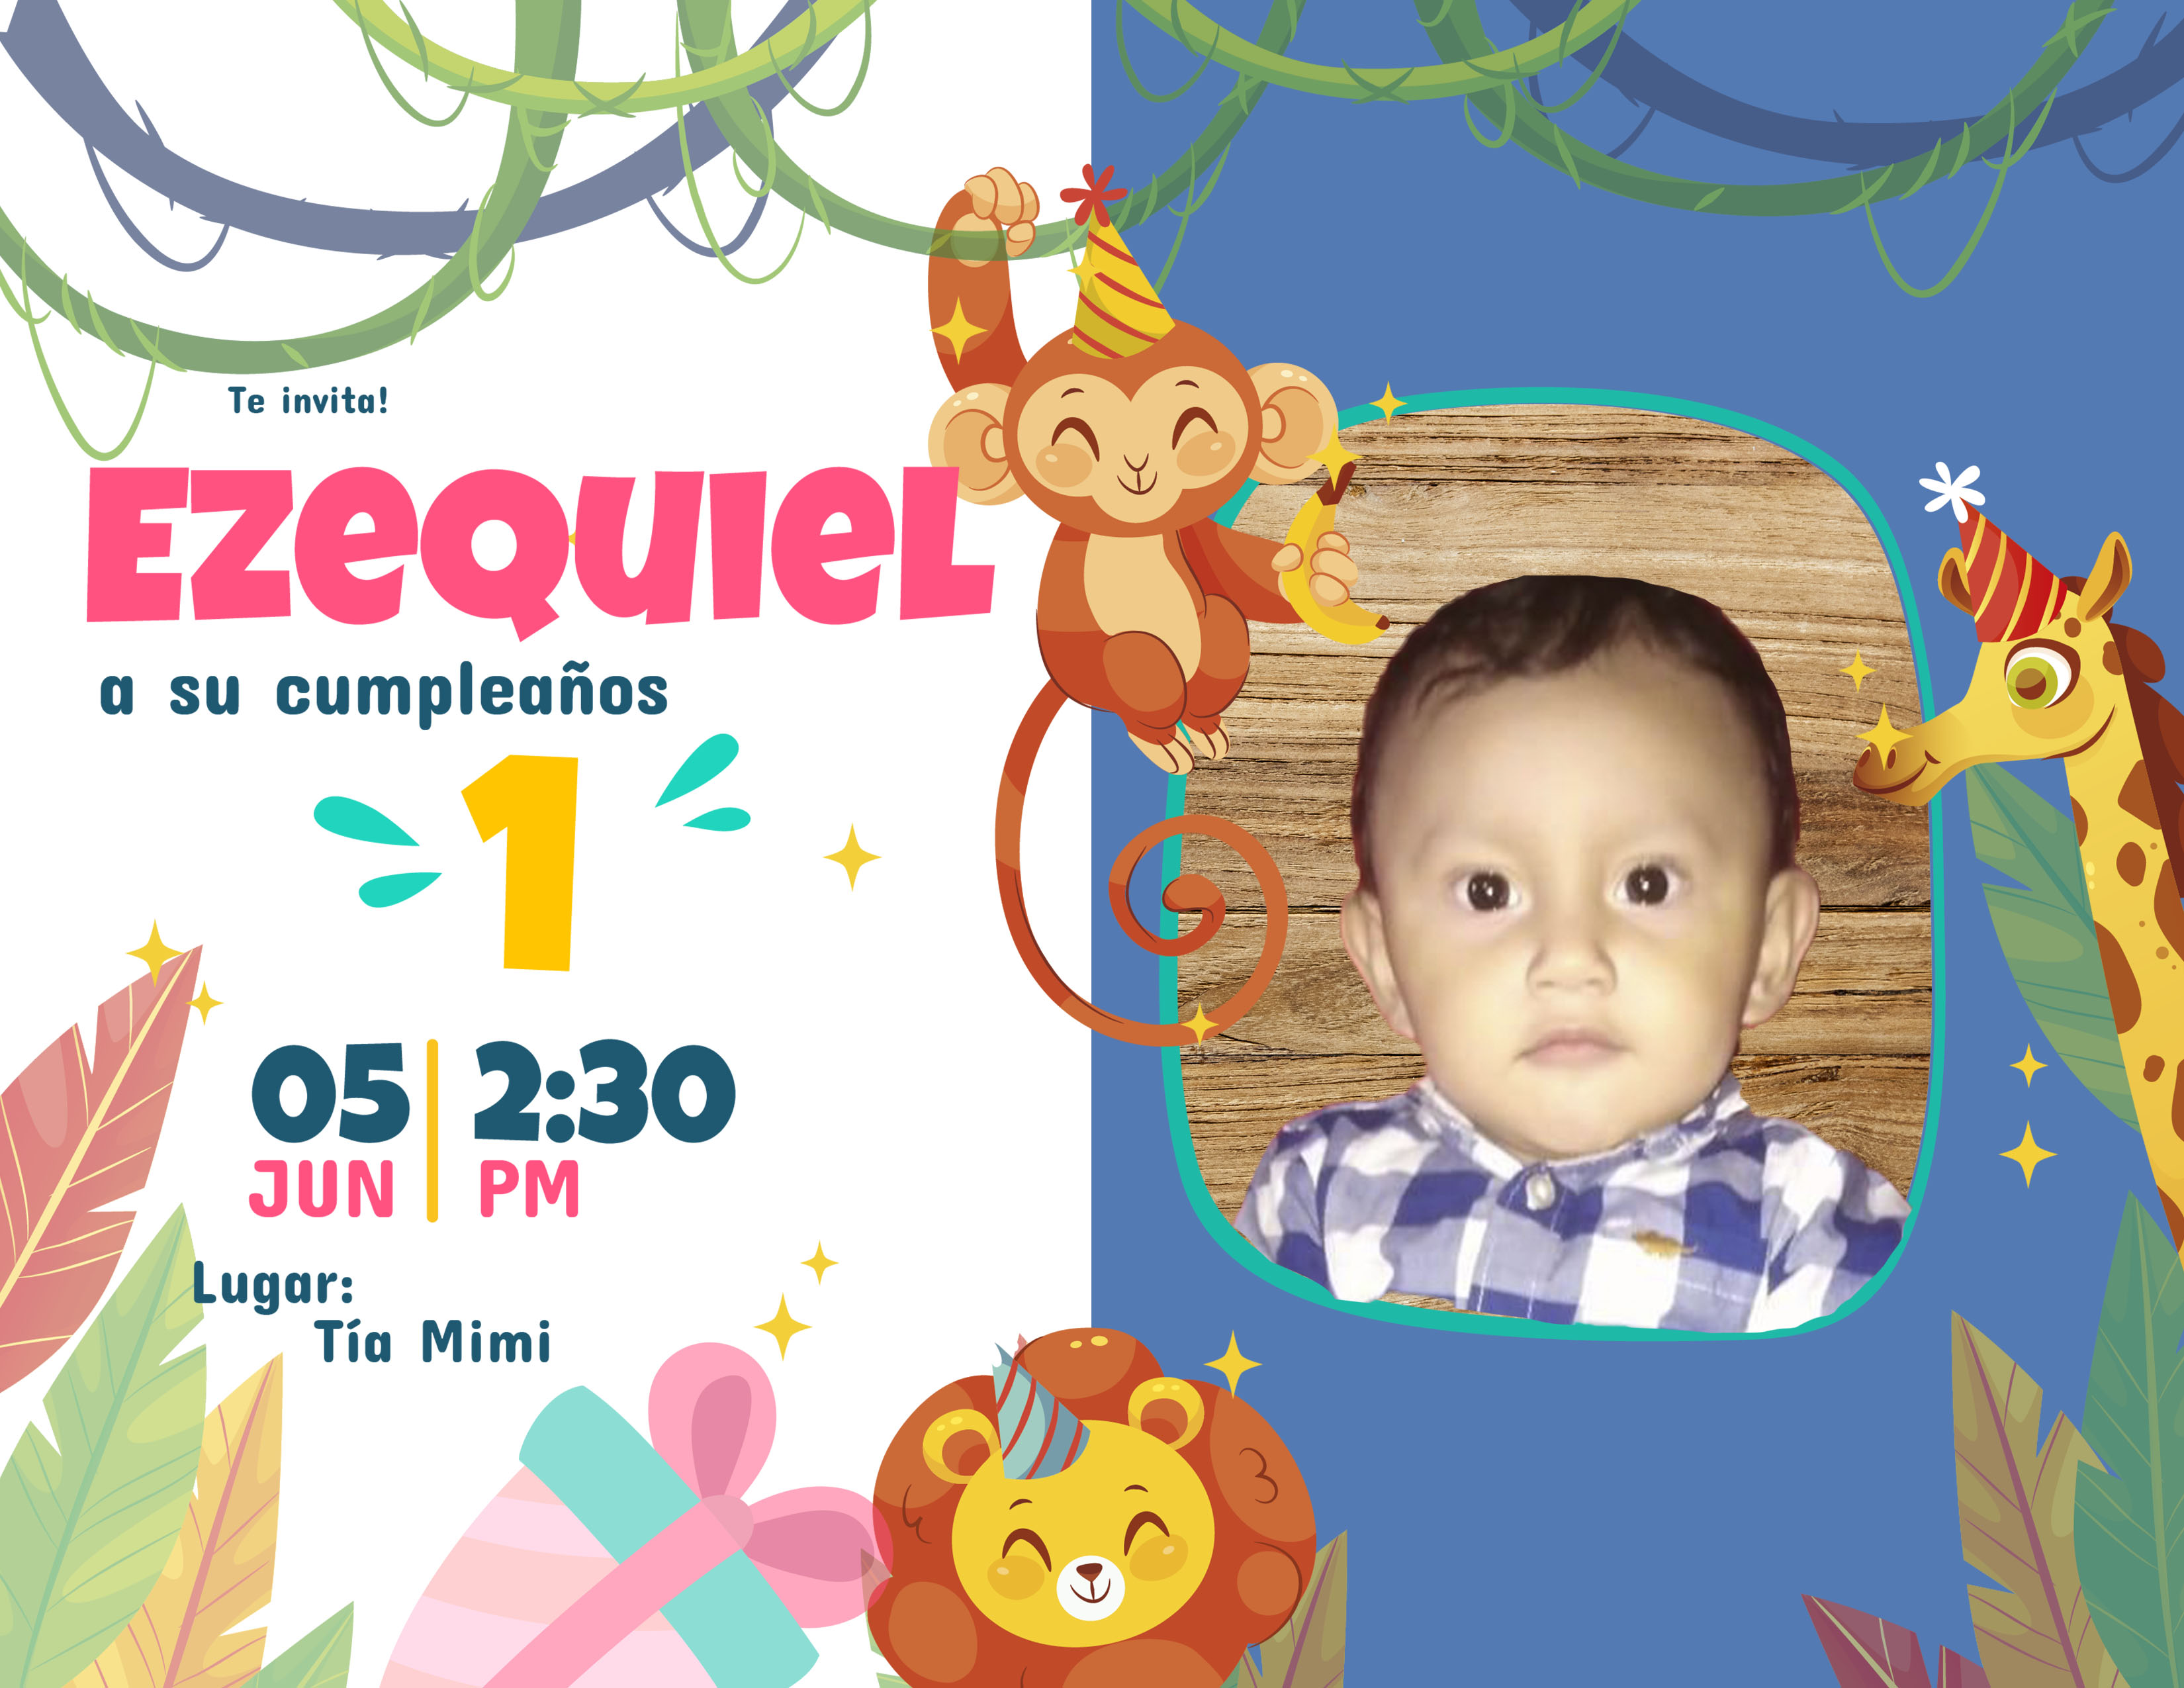 Te invita!
EZeQUIeL
a su cumpleaños
1
05 2:30
JUN PM
Lugar:
Tía Mimi